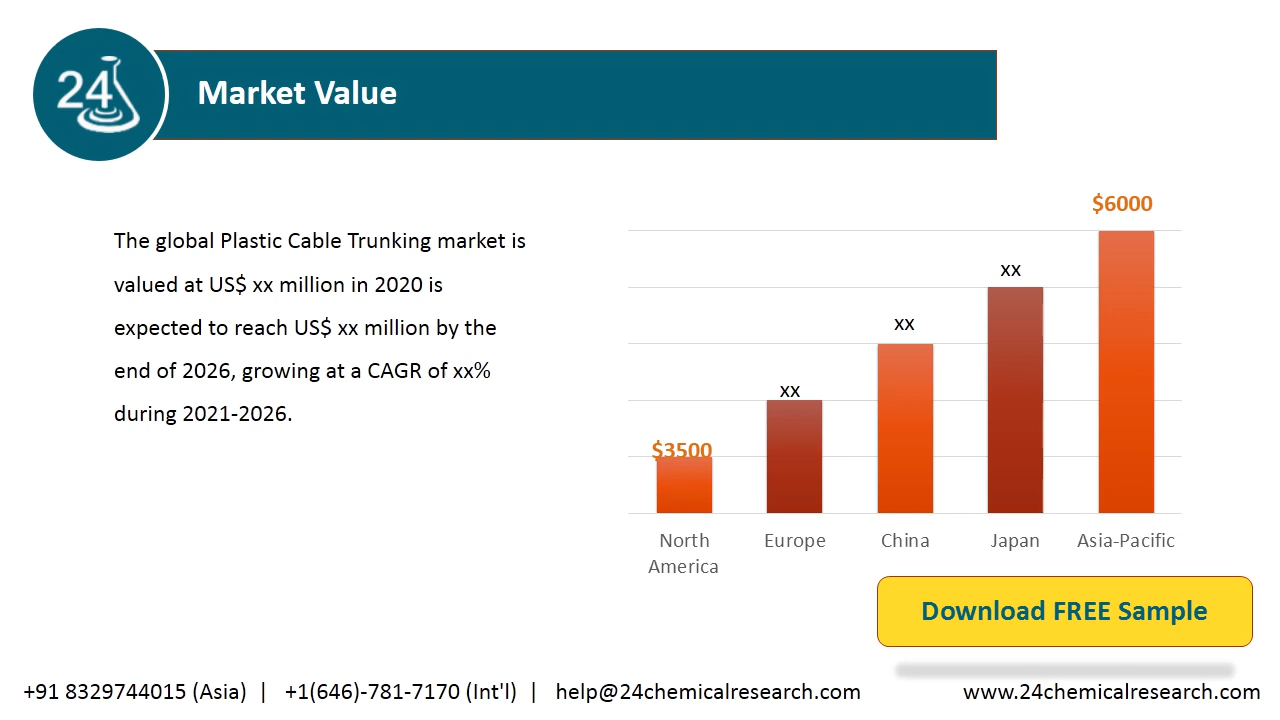 24
Market Value
The global Plastic Cable Trunking market is
valued at US$ xx million in 2020 is
expected to reach US$ xx million by the
end of 2026, growing at a CAGR of xx%
during 2021-2026.
$6000
xx
xx
xx
$3500
North
America
Europe
China
Japan
Asia-Pacific
Download FREE Sample
+91 8329744015 (Asia) | +1(646)-781-7170 (Int'l) | help@24chemicalresearch.com
www.24chemicalresearch.com